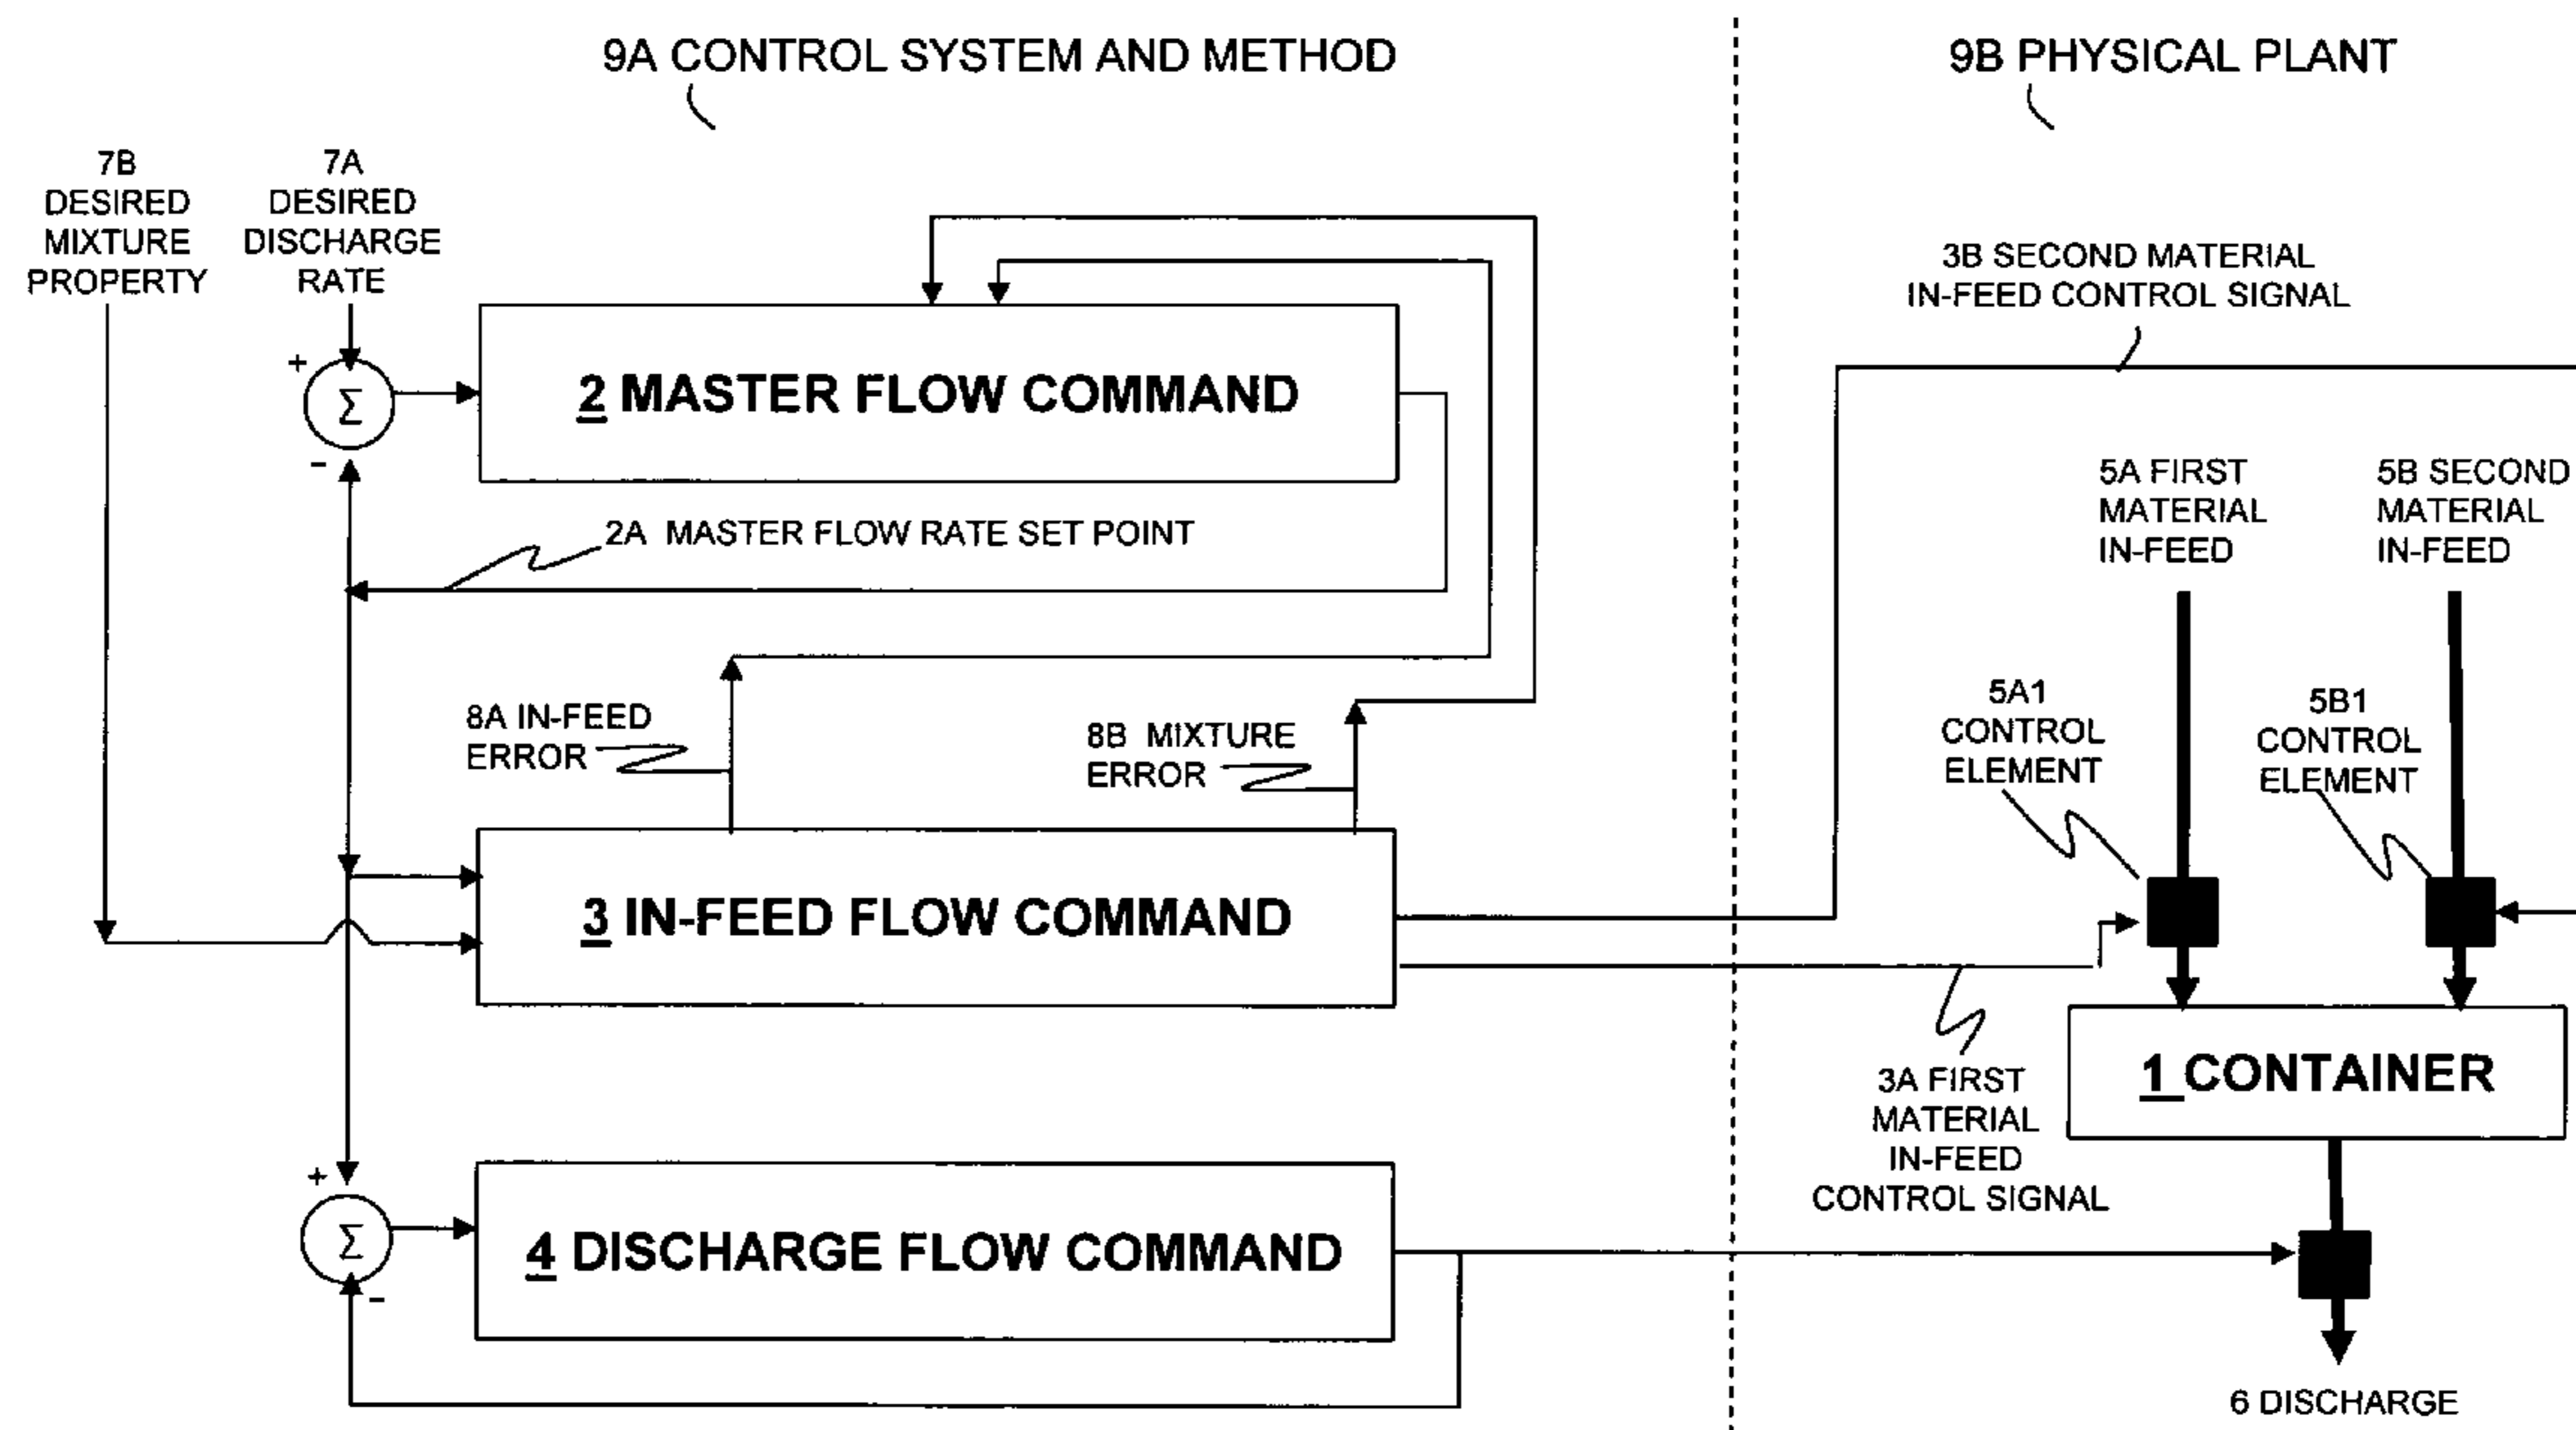 9A CONTROL SYSTEM AND METHOD
9B PHYSICAL PLANT
7B
DESIRED
MIXTURE
PROPERTY
7A
DESIRED
DISCHARGE
RATE
+
Σ
-
2 MASTER FLOW COMMAND
2A MASTER FLOW RATE SET POINT
3B SECOND MATERIAL
IN-FEED CONTROL SIGNAL
5A FIRST
MATERIAL
IN-FEED
5B SECOND
MATERIAL
IN-FEED
8A IN-FEED
ERROR
8B MIXTURE
ERROR
5A1
CONTROL
ELEMENT
5B1
CONTROL
ELEMENT
3 IN-FEED FLOW COMMAND
1 CONTAINER
3A FIRST
MATERIAL
IN-FEED
CONTROL SIGNAL
+
Σ
-
4 DISCHARGE FLOW COMMAND
6 DISCHARGE